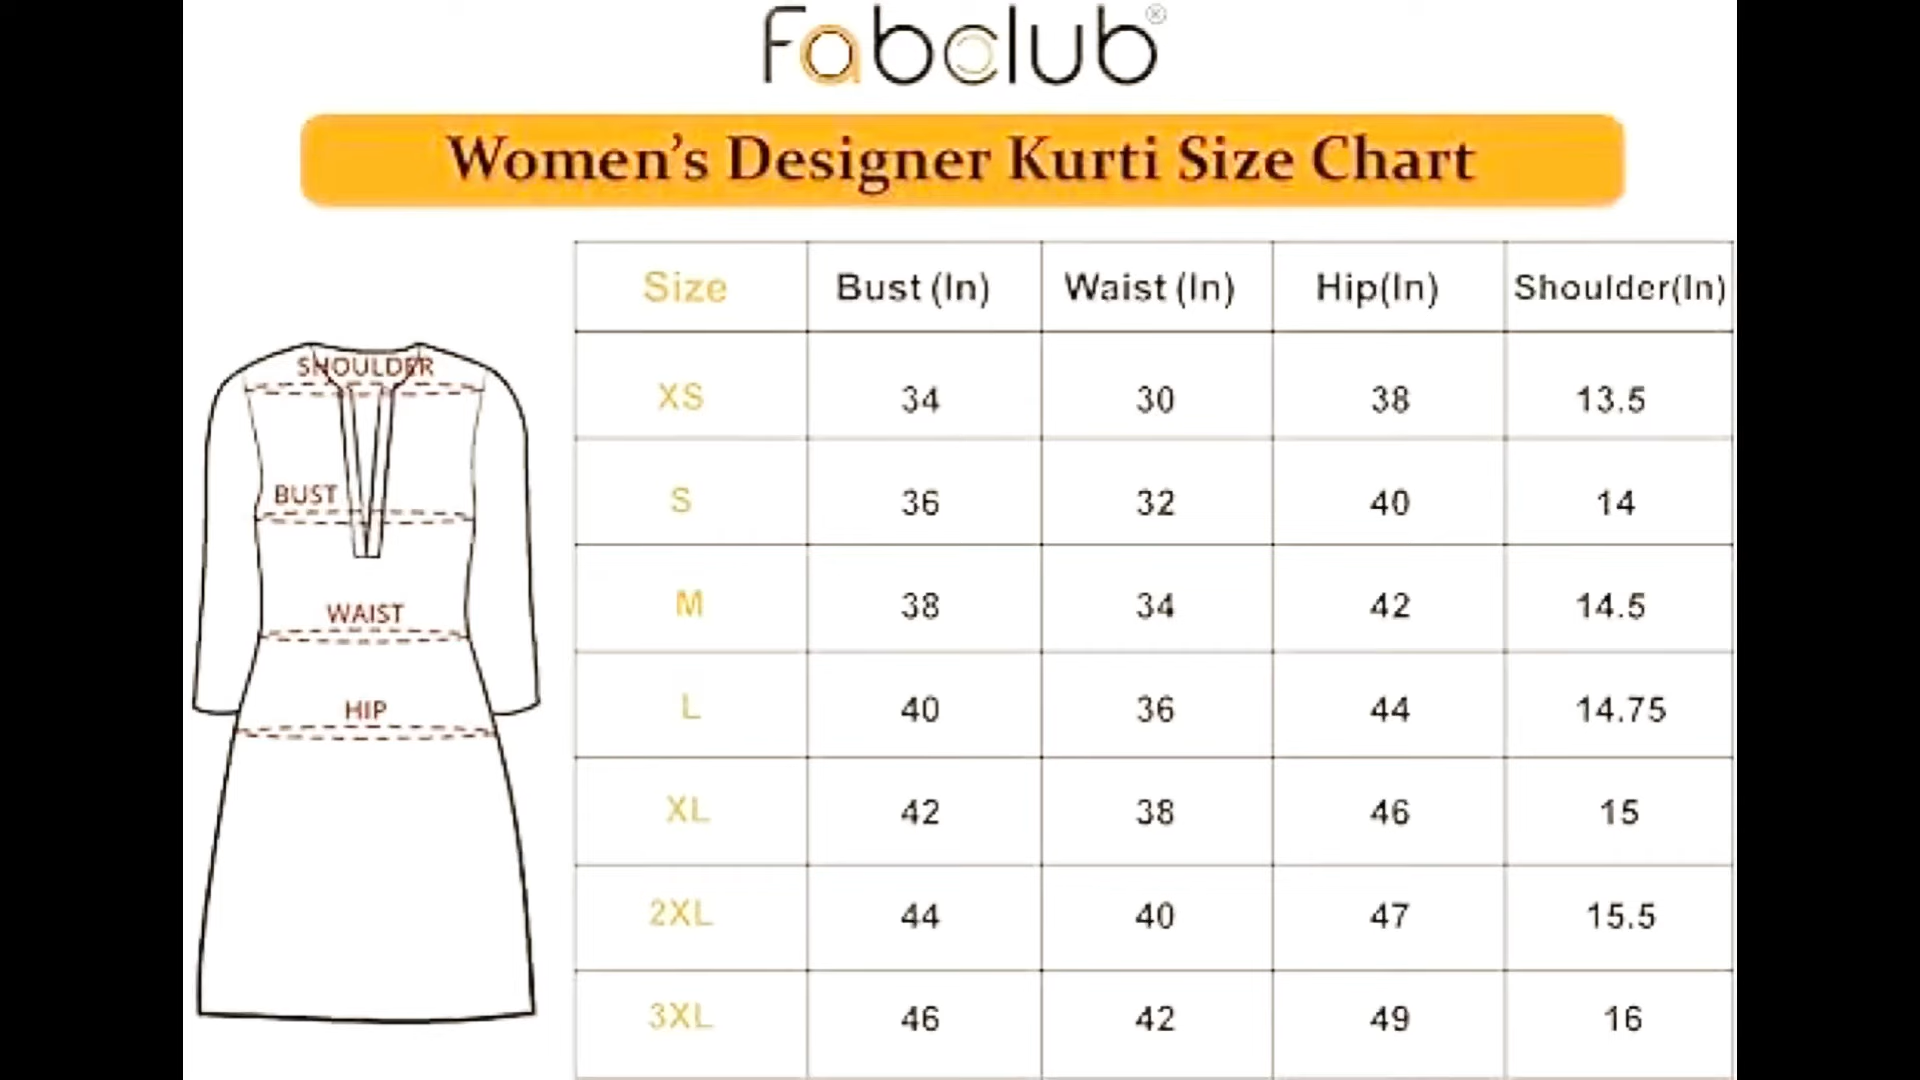 Fabclub®
Women's Designer Kurti Size Chart
Size Bust (In) Waist (In) Hip(In) Shoulder(In)
XS 34 30 38 13.5
S 36 32 40 14
M 38 34 42 14.5
L 40 36 44 14.75
XL 42 38 46 15
2XL 44 40 47 15.5
3XL 46 42 49 16
SHOULDER
BUST
WAIST
HIP